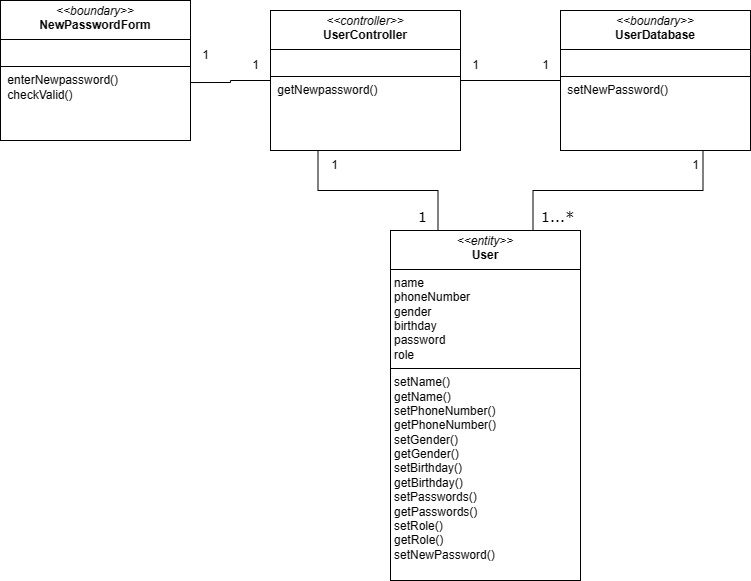 <<boundary>>
NewPasswordForm
enterNewpassword()
checkValid()
1
1
<<controller>>
UserController
getNewpassword()
1
1
<<boundary>>
UserDatabase
setNewPassword()
1
1
1
1...*
<<entity>>
User
name
phoneNumber
gender
birthday
password
role
setName()
getName()
setPhoneNumber()
getPhoneNumber()
setGender()
getGender()
setBirthday()
getBirthday()
setPasswords()
getPasswords()
setRole()
getRole()
setNewPassword()